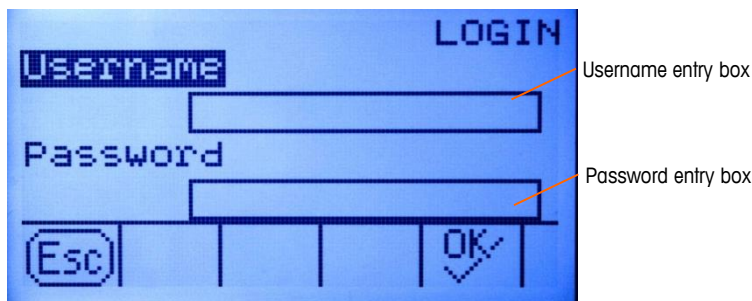 LOGIN
Username
Username entry box
Password
Password entry box
Esc
OK